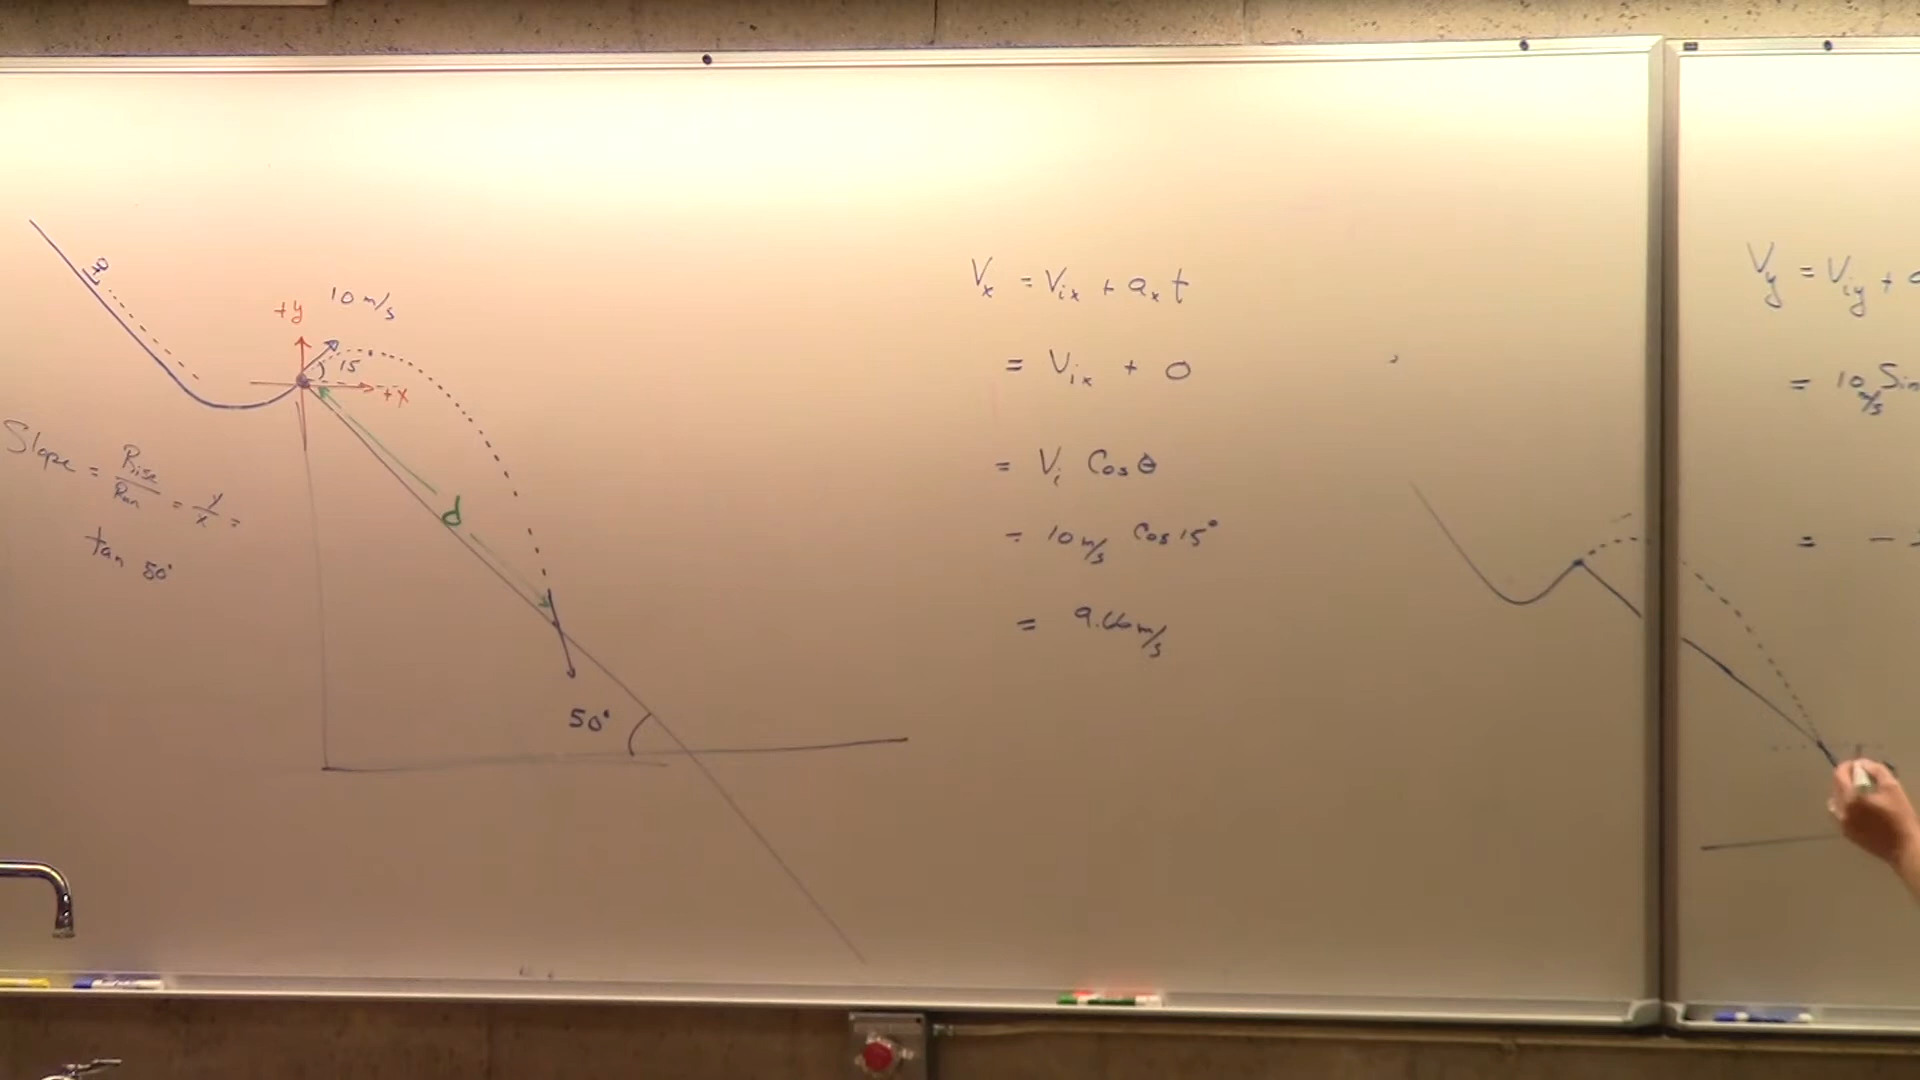 +y
10 m/s
15
+x
Slope = Rise/Run = y/x =
tan 50°
d
50°
Vx = Vix + ax t
= Vix + 0
= Vi Cos θ
= 10 m/s Cos 15°
= 9.66 m/s
Vy = Viy +
= 10 m/s Sin
= -